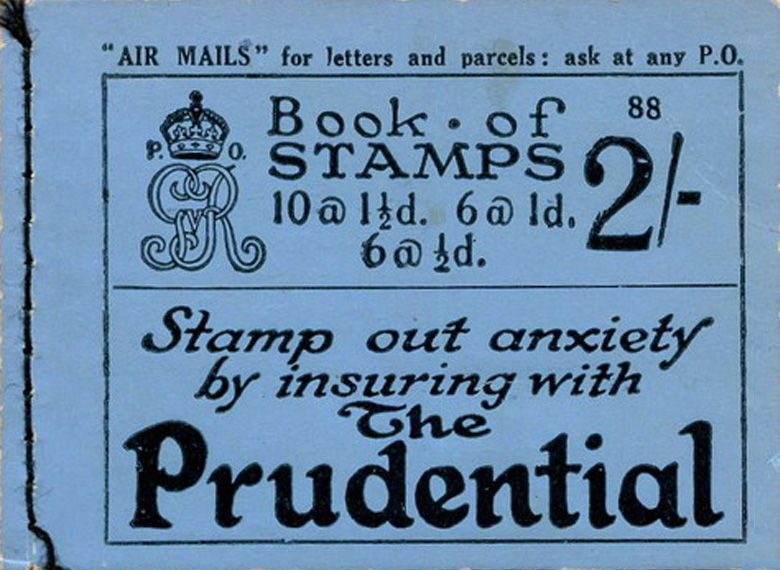 "AIR MAILS" for letters and parcels: ask at any P.O.
88
Book · of
P. O.
STAMPS
2/-
GRV
10@ 1½d. 6@ 1d.
6@ ½d.
Stamp out anxiety
by insuring with
The
Prudential